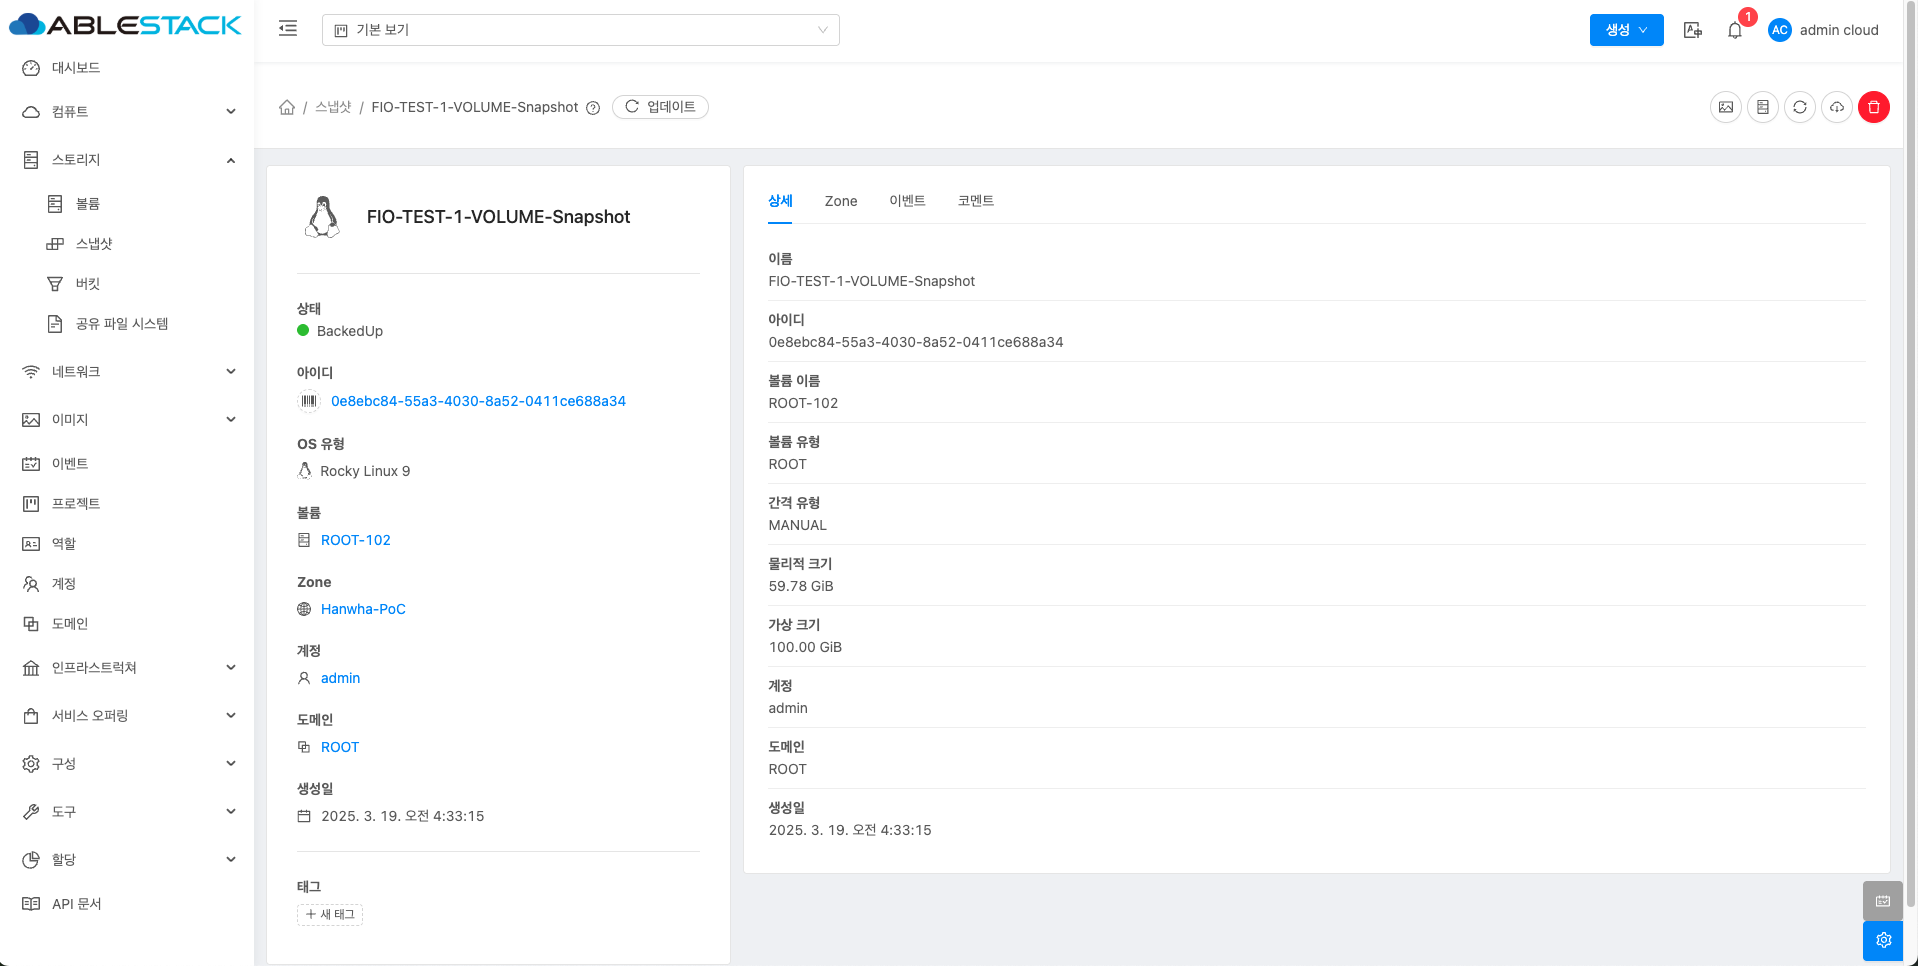 ABLESTACK
기본 보기
생성
1
AC
admin cloud
대시보드
컴퓨트
스토리지
볼륨
스냅샷
버킷
공유 파일 시스템
네트워크
이미지
이벤트
프로젝트
역할
계정
도메인
인프라스트럭쳐
서비스 오퍼링
구성
도구
할당
API 문서
/ 스냅샷 / FIO-TEST-1-VOLUME-Snapshot
업데이트
FIO-TEST-1-VOLUME-Snapshot
상태
BackedUp
아이디
0e8ebc84-55a3-4030-8a52-0411ce688a34
OS 유형
Rocky Linux 9
볼륨
ROOT-102
Zone
Hanwha-PoC
계정
admin
도메인
ROOT
생성일
2025. 3. 19. 오전 4:33:15
태그
+ 새 태그
상세 Zone 이벤트 코멘트
이름
FIO-TEST-1-VOLUME-Snapshot
아이디
0e8ebc84-55a3-4030-8a52-0411ce688a34
볼륨 이름
ROOT-102
볼륨 유형
ROOT
간격 유형
MANUAL
물리적 크기
59.78 GiB
가상 크기
100.00 GiB
계정
admin
도메인
ROOT
생성일
2025. 3. 19. 오전 4:33:15